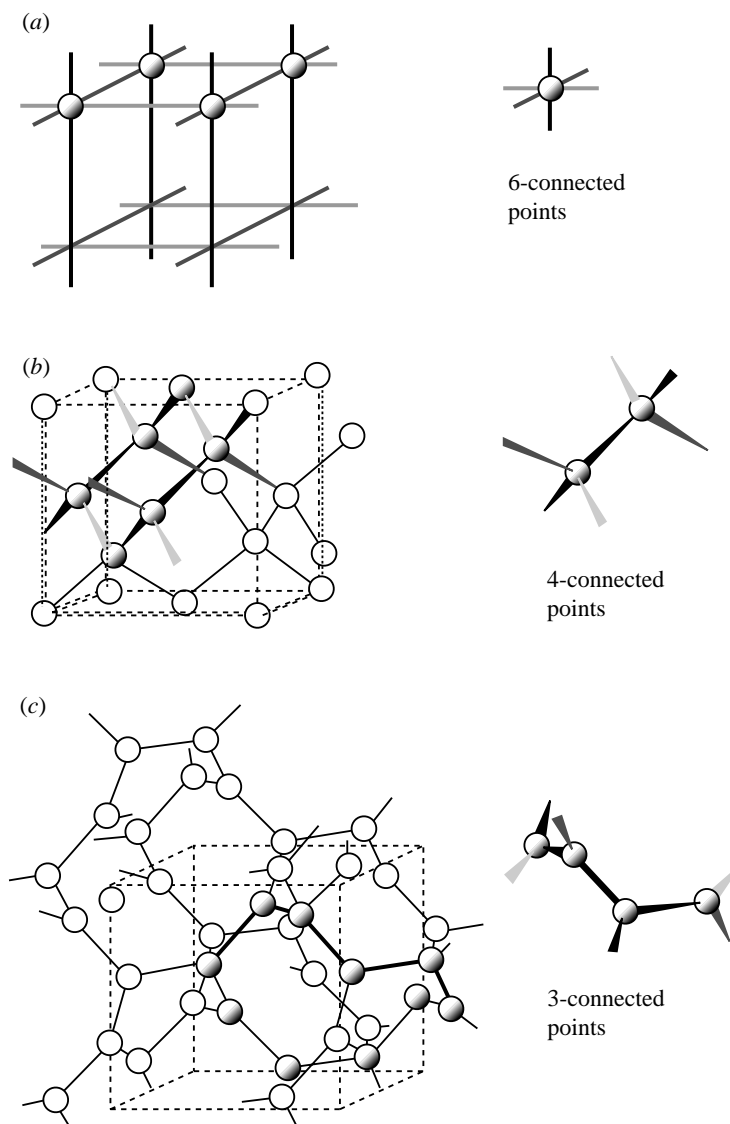 (a)
6-connected
points
(b)
4-connected
points
(c)
3-connected
points